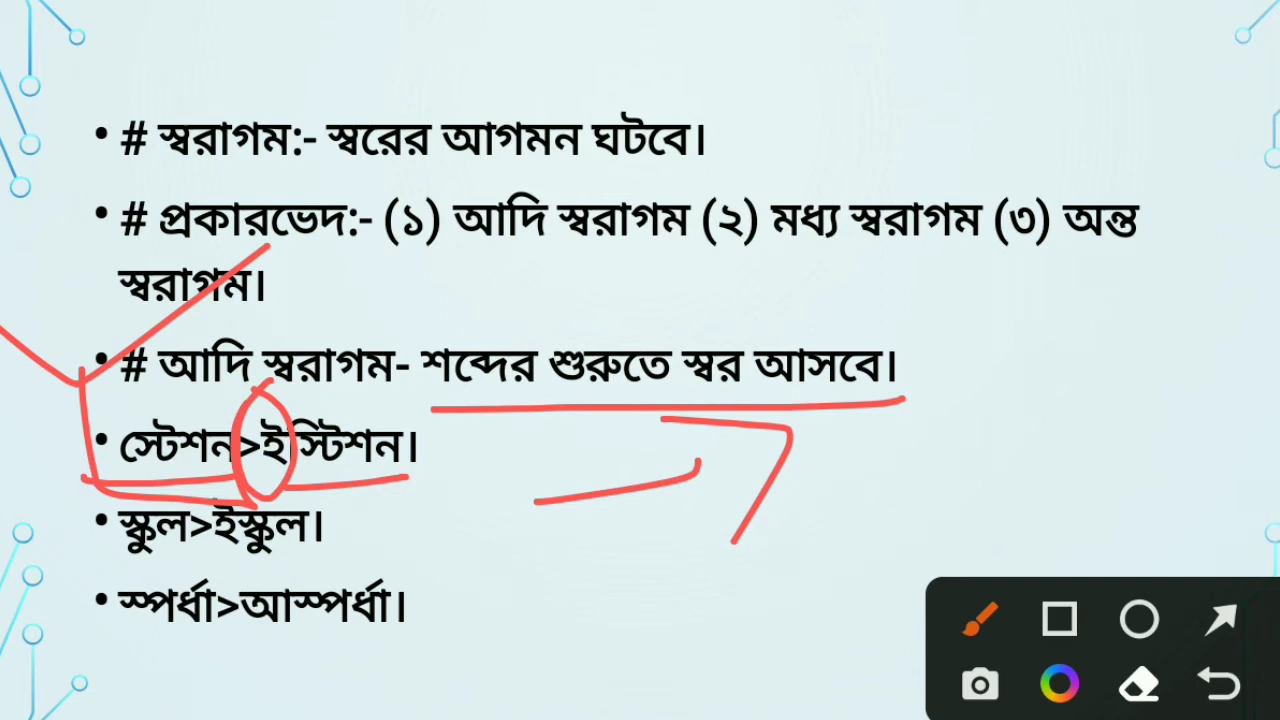 • # স্বরাগম:- স্বরের আগমন ঘটবে।
• # প্রকারভেদ:- (১) আদি স্বরাগম (২) মধ্য স্বরাগম (৩) অন্ত
স্বরাগম।
• # আদি স্বরাগম- শব্দের শুরুতে স্বর আসবে।
• স্টেশন>ইস্টিশন।
• স্কুল>ইস্কুল।
• স্পর্ধা>আস্পর্ধা।